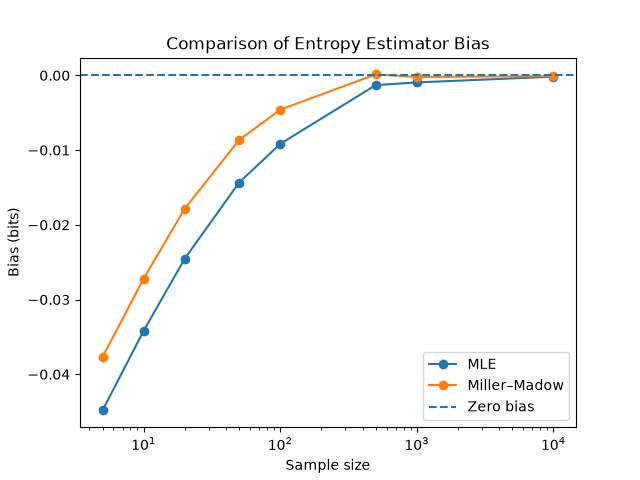 Comparison of Entropy Estimator Bias
Bias (bits)
0.00
−0.01
−0.02
−0.03
−0.04
10¹
10²
10³
10⁴
Sample size
MLE
Miller–Madow
Zero bias